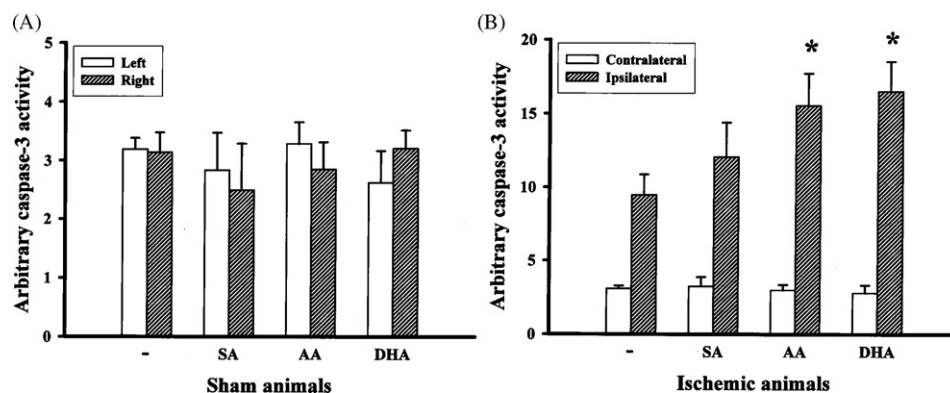 (A)
5
4
3
2
1
0
Arbitrary caspase-3 activity
Left
Right
-
SA
AA
DHA
Sham animals
(B)
20
15
10
5
0
Arbitrary caspase-3 activity
Contralateral
Ipsilateral
*
*
-
SA
AA
DHA
Ischemic animals